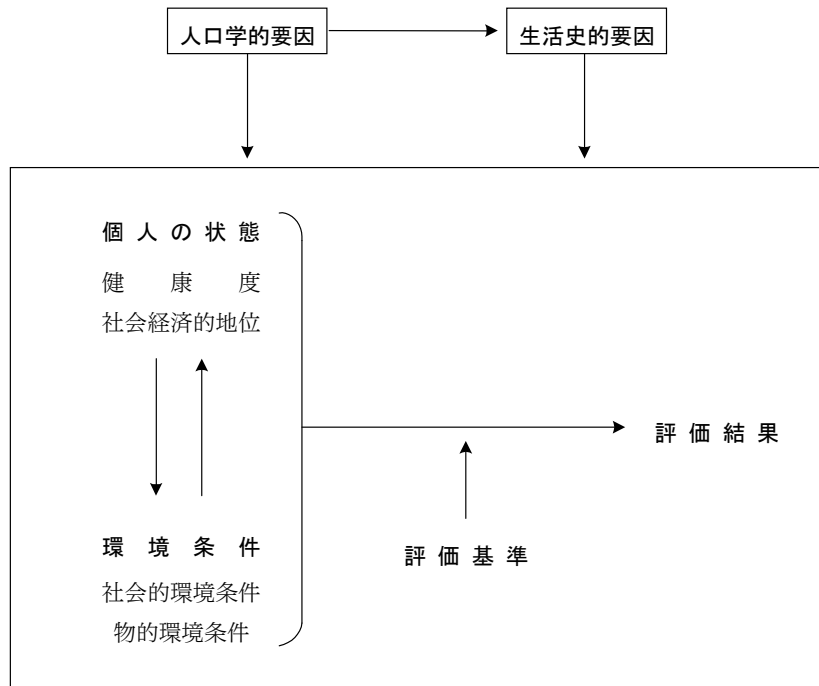 人口学的要因
生活史的要因
個人の状態
健康度
社会経済的地位
環境条件
社会的環境条件
物的環境条件
評価基準
評価結果